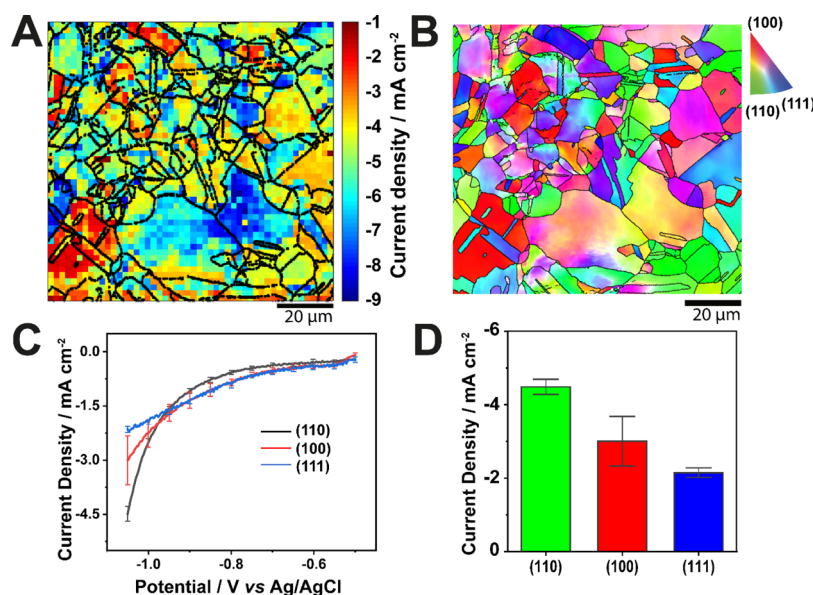 A
-1
-2
-3
-4
-5
-6
-7
-8
-9
Current density / mA cm⁻²
20 µm
B
(100)
(110)
(111)
20 µm
C
0.0
-1.5
-3.0
-4.5
Current Density / mA cm⁻²
(110)
(100)
(111)
-1.0
-0.8
-0.6
Potential / V vs Ag/AgCl
D
-6
-4
-2
0
Current Density / mA cm⁻²
(110)
(100)
(111)